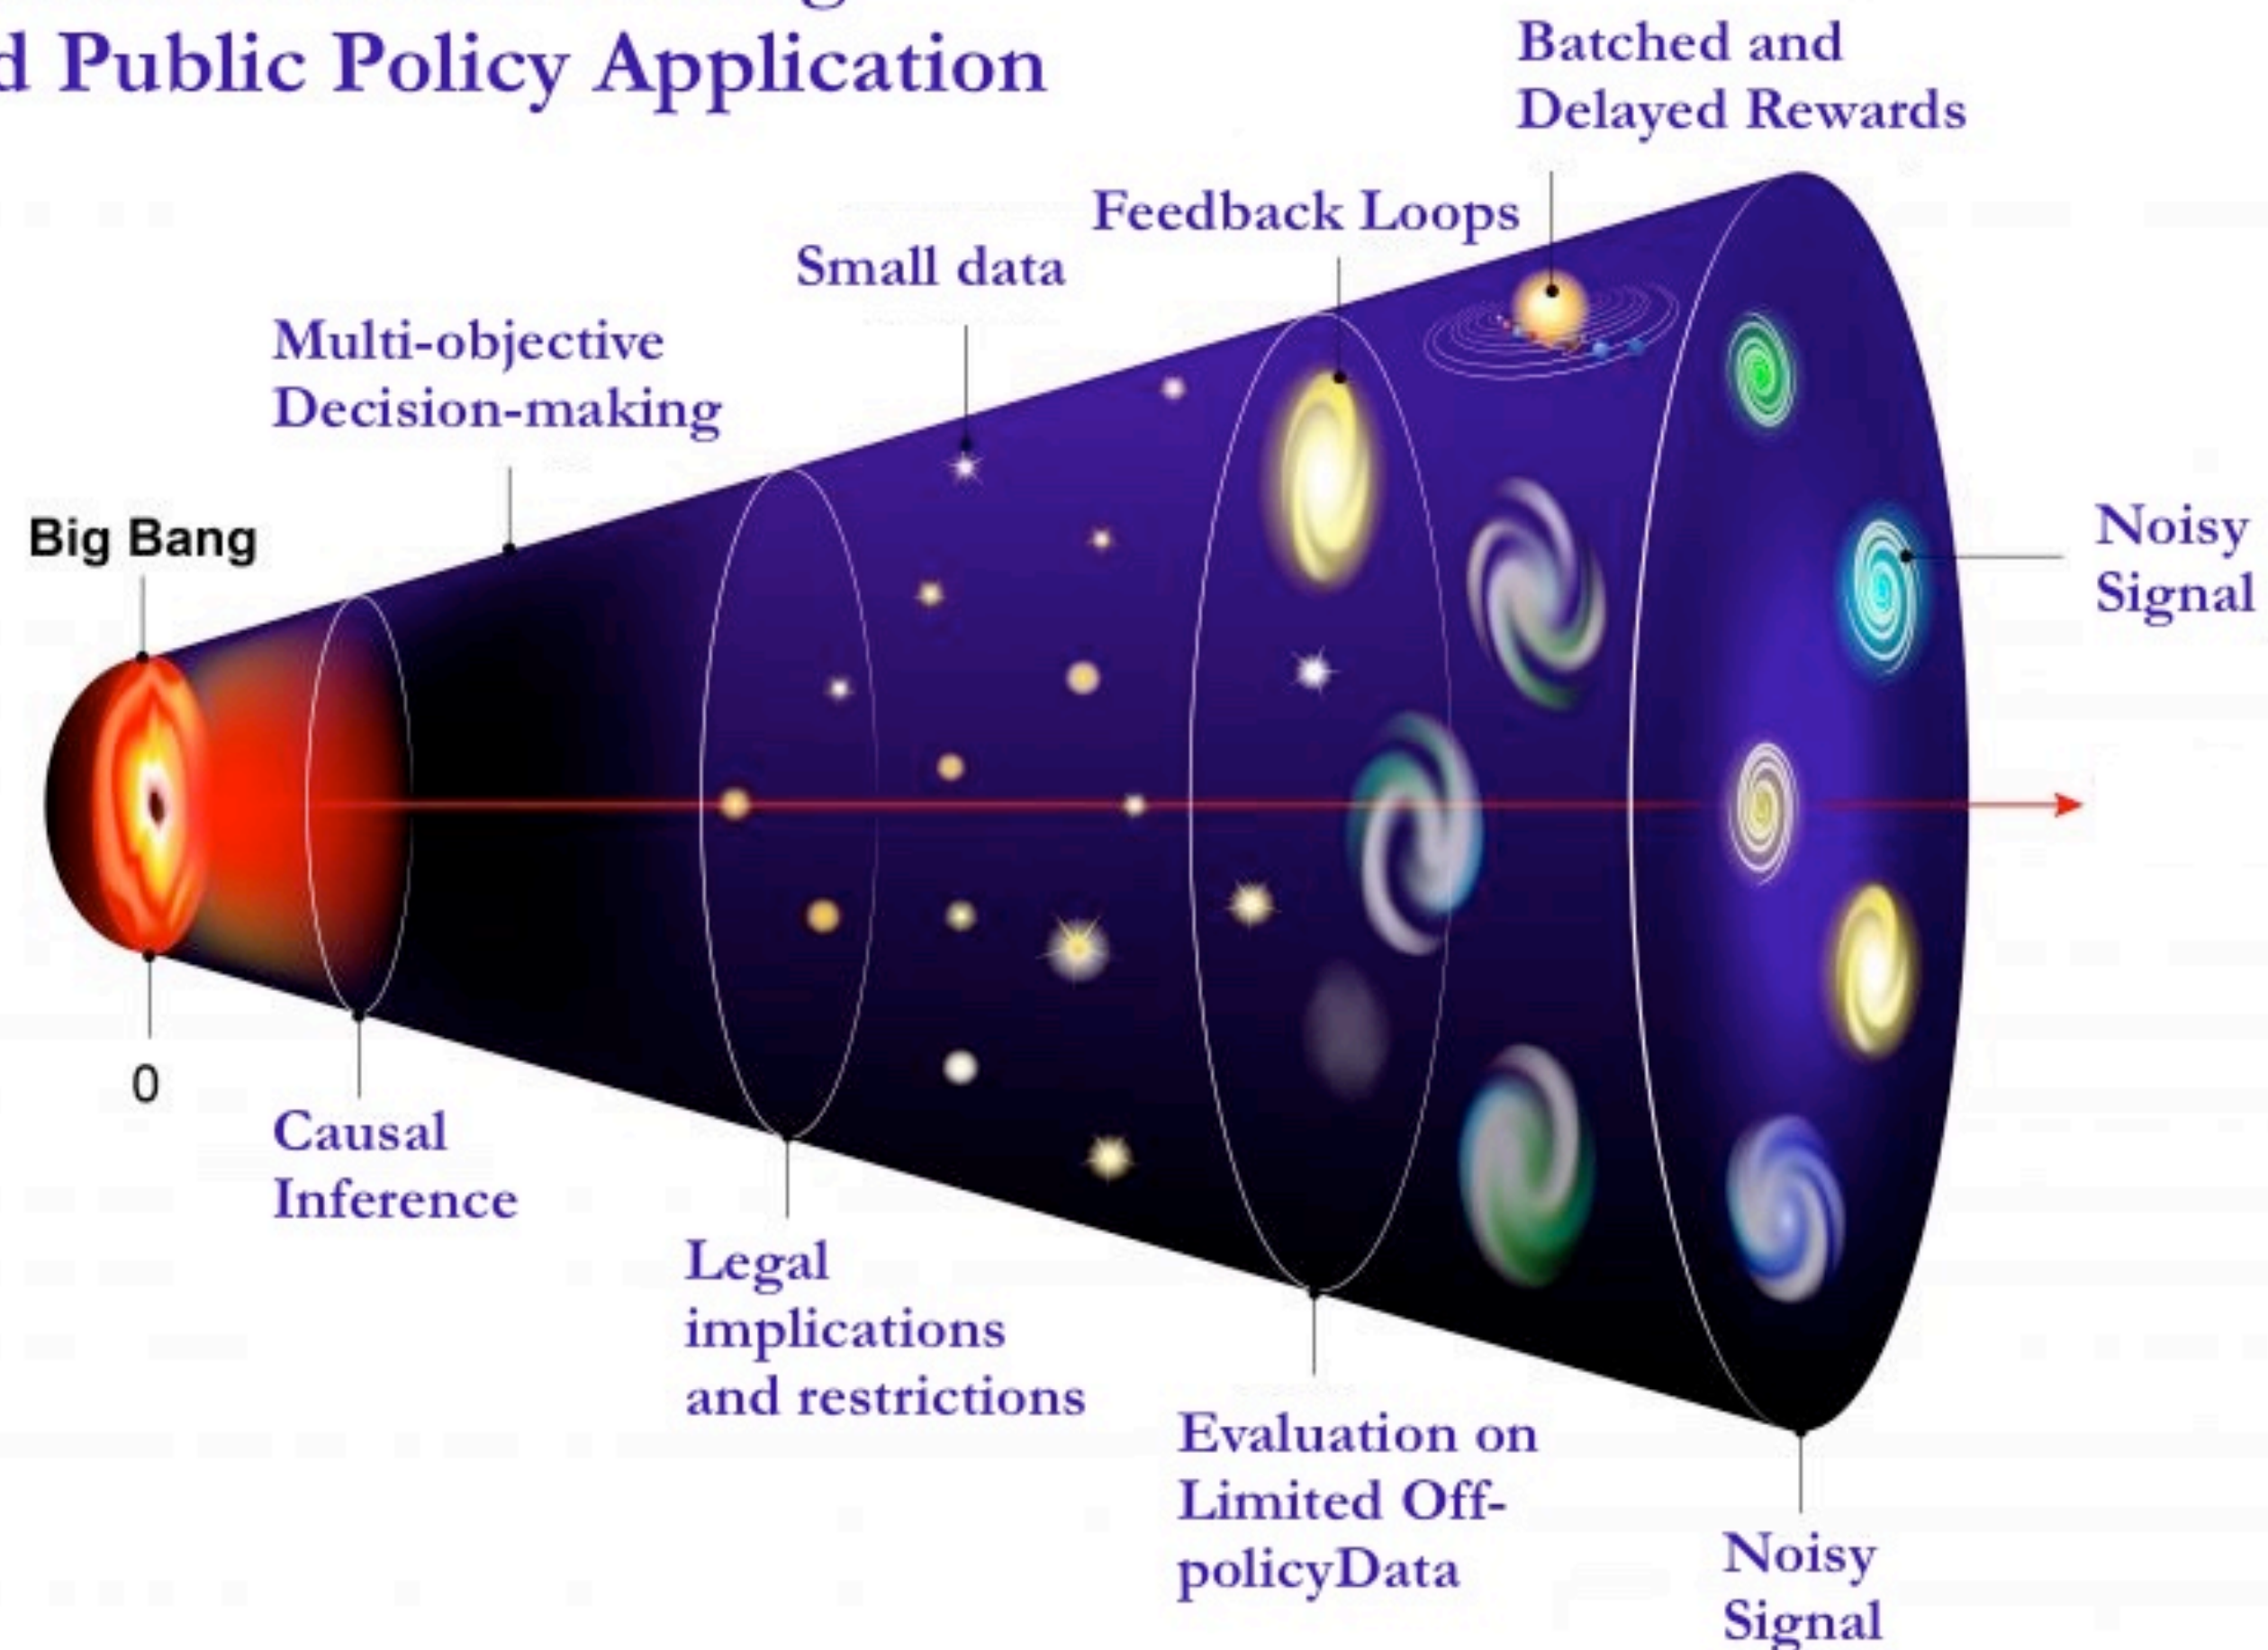 d Public Policy Application
Batched and
Delayed Rewards
Feedback Loops
Small data
Multi-objective
Decision-making
Big Bang
Noisy
Signal
0
Causal
Inference
Legal
implications
and restrictions
Evaluation on
Limited Off-
policyData
Noisy
Signal